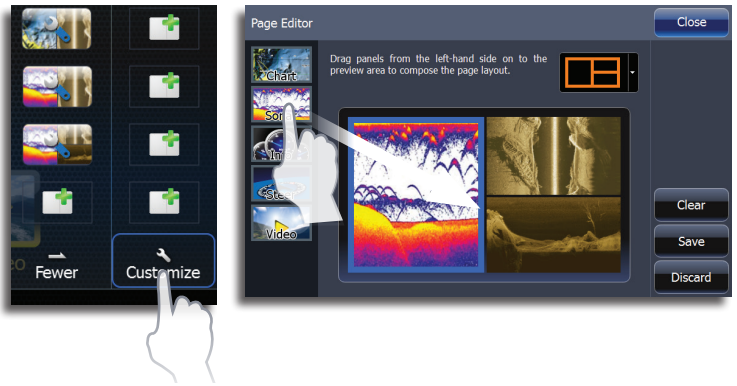 Fewer
Customize
Page Editor
Close
Chart
Drag panels from the left-hand side on to the
preview area to compose the page layout.
Video
Clear
Save
Discard